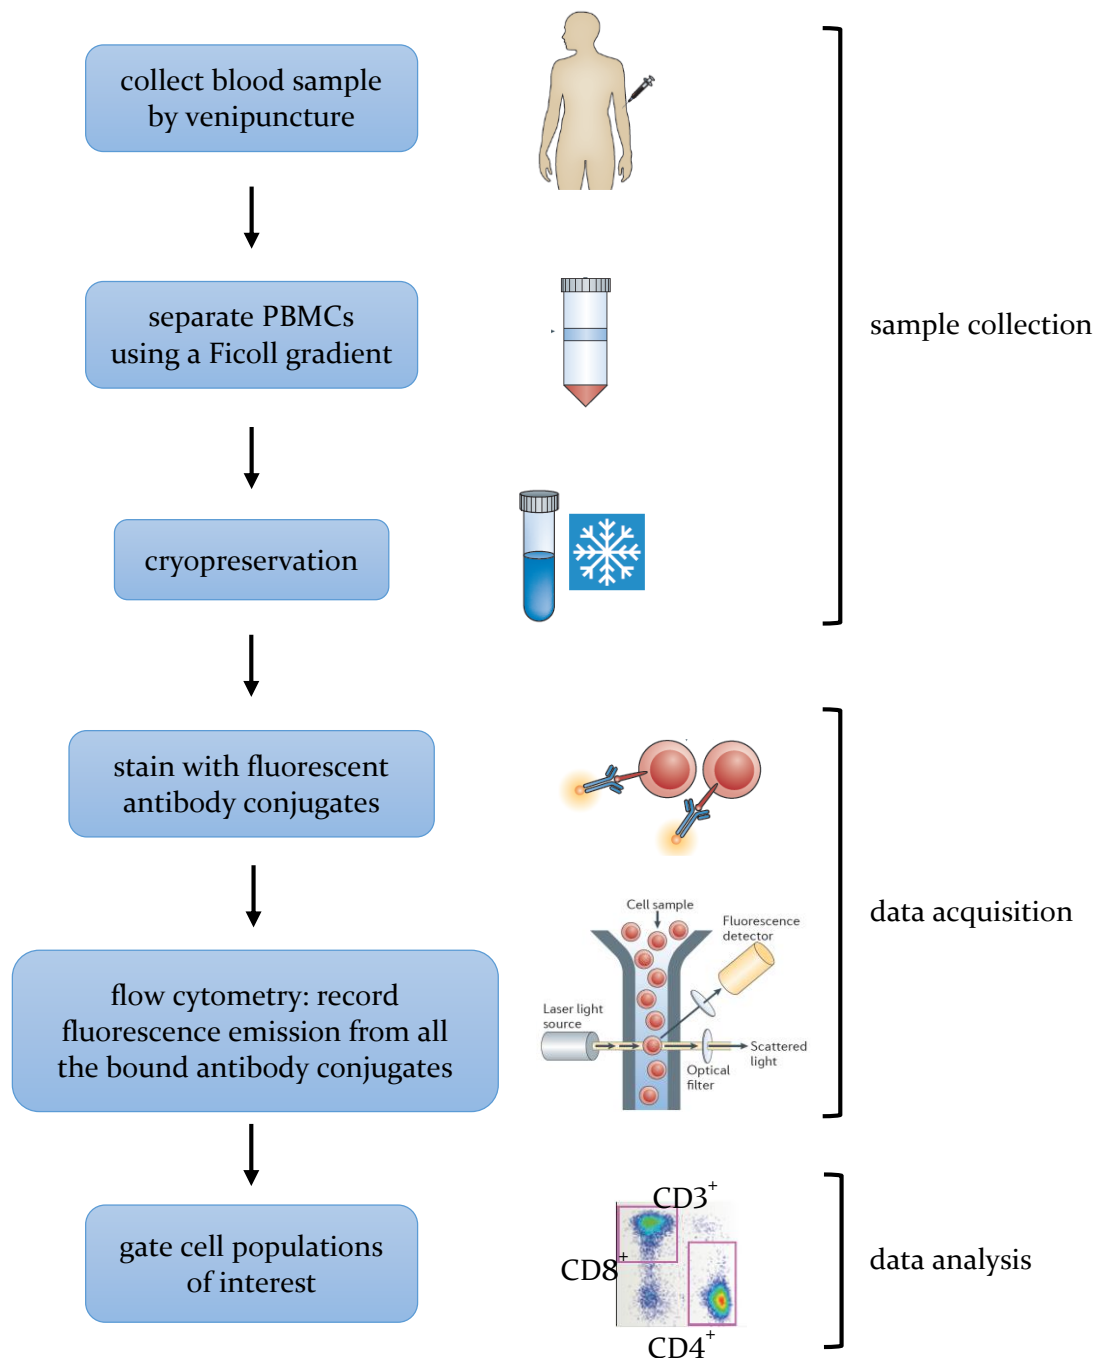 collect blood sample
by venipuncture
separate PBMCs
using a Ficoll gradient
sample collection
cryopreservation
stain with fluorescent
antibody conjugates
Cell sample
Fluorescence
detector
Laser light
source
Scattered
light
Optical
filter
data acquisition
flow cytometry: record
fluorescence emission from all
the bound antibody conjugates
gate cell populations
of interest
CD3⁺
CD8⁺
CD4⁺
data analysis